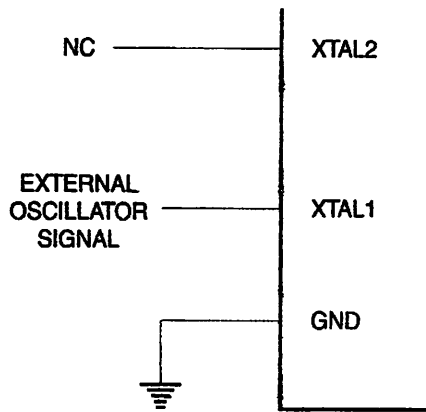 NC
XTAL2
EXTERNAL
OSCILLATOR
SIGNAL
XTAL1
GND